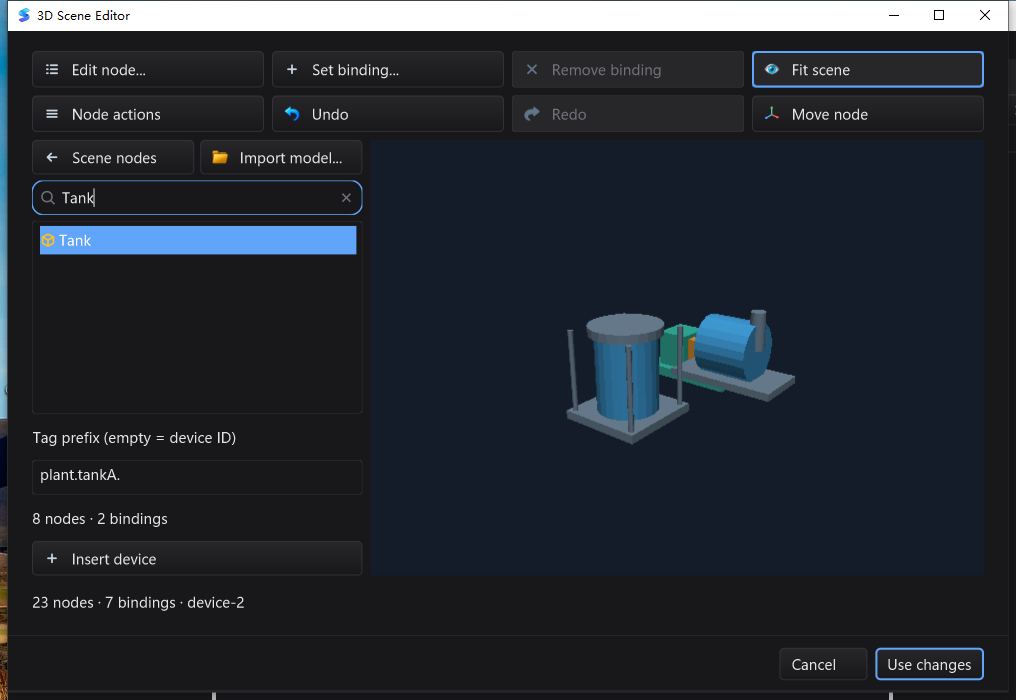 3D Scene Editor
Edit node...
Set binding...
Remove binding
Fit scene
Node actions
Undo
Redo
Move node
Scene nodes
Import model...
Tank
Tank
Tag prefix (empty = device ID)
plant.tankA.
8 nodes · 2 bindings
Insert device
23 nodes · 7 bindings · device-2
Cancel
Use changes